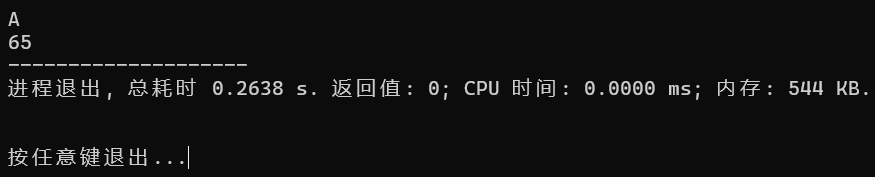 A
65
--------------------
进程退出, 总耗时 0.2638 s. 返回值: 0; CPU 时间: 0.0000 ms; 内存: 544 KB.
按任意键退出...